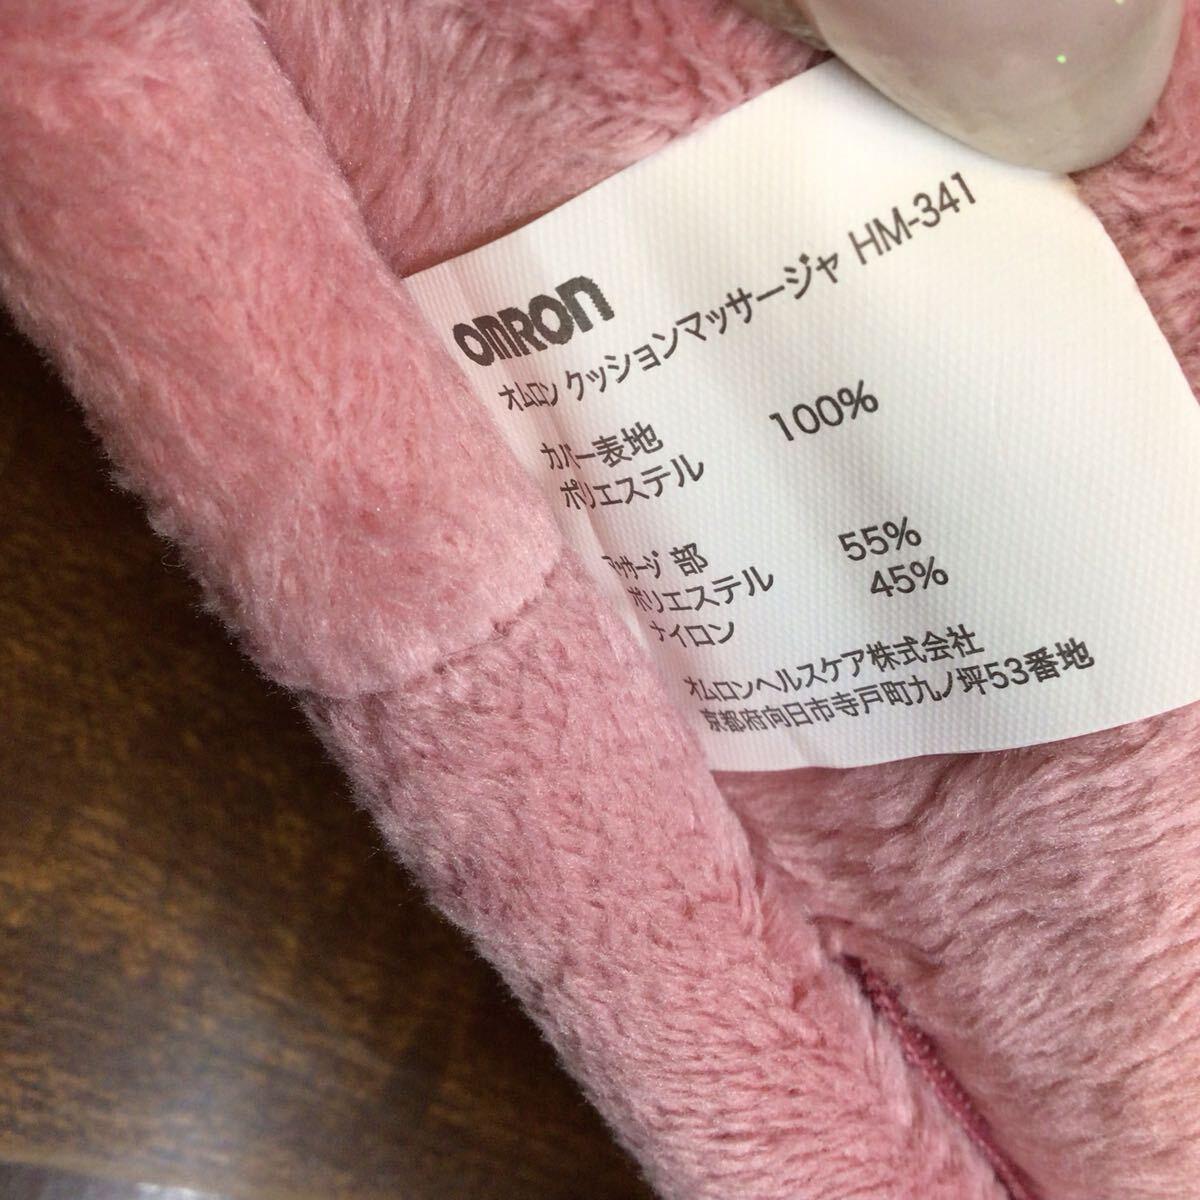 OMRON
オムロン クッションマッサージャ HM-341
カバー表地
ポリエステル 100%
マッサージ部
ポリエステル 55%
ナイロン 45%
オムロンヘルスケア株式会社
京都府向日市寺戸町九ノ坪53番地